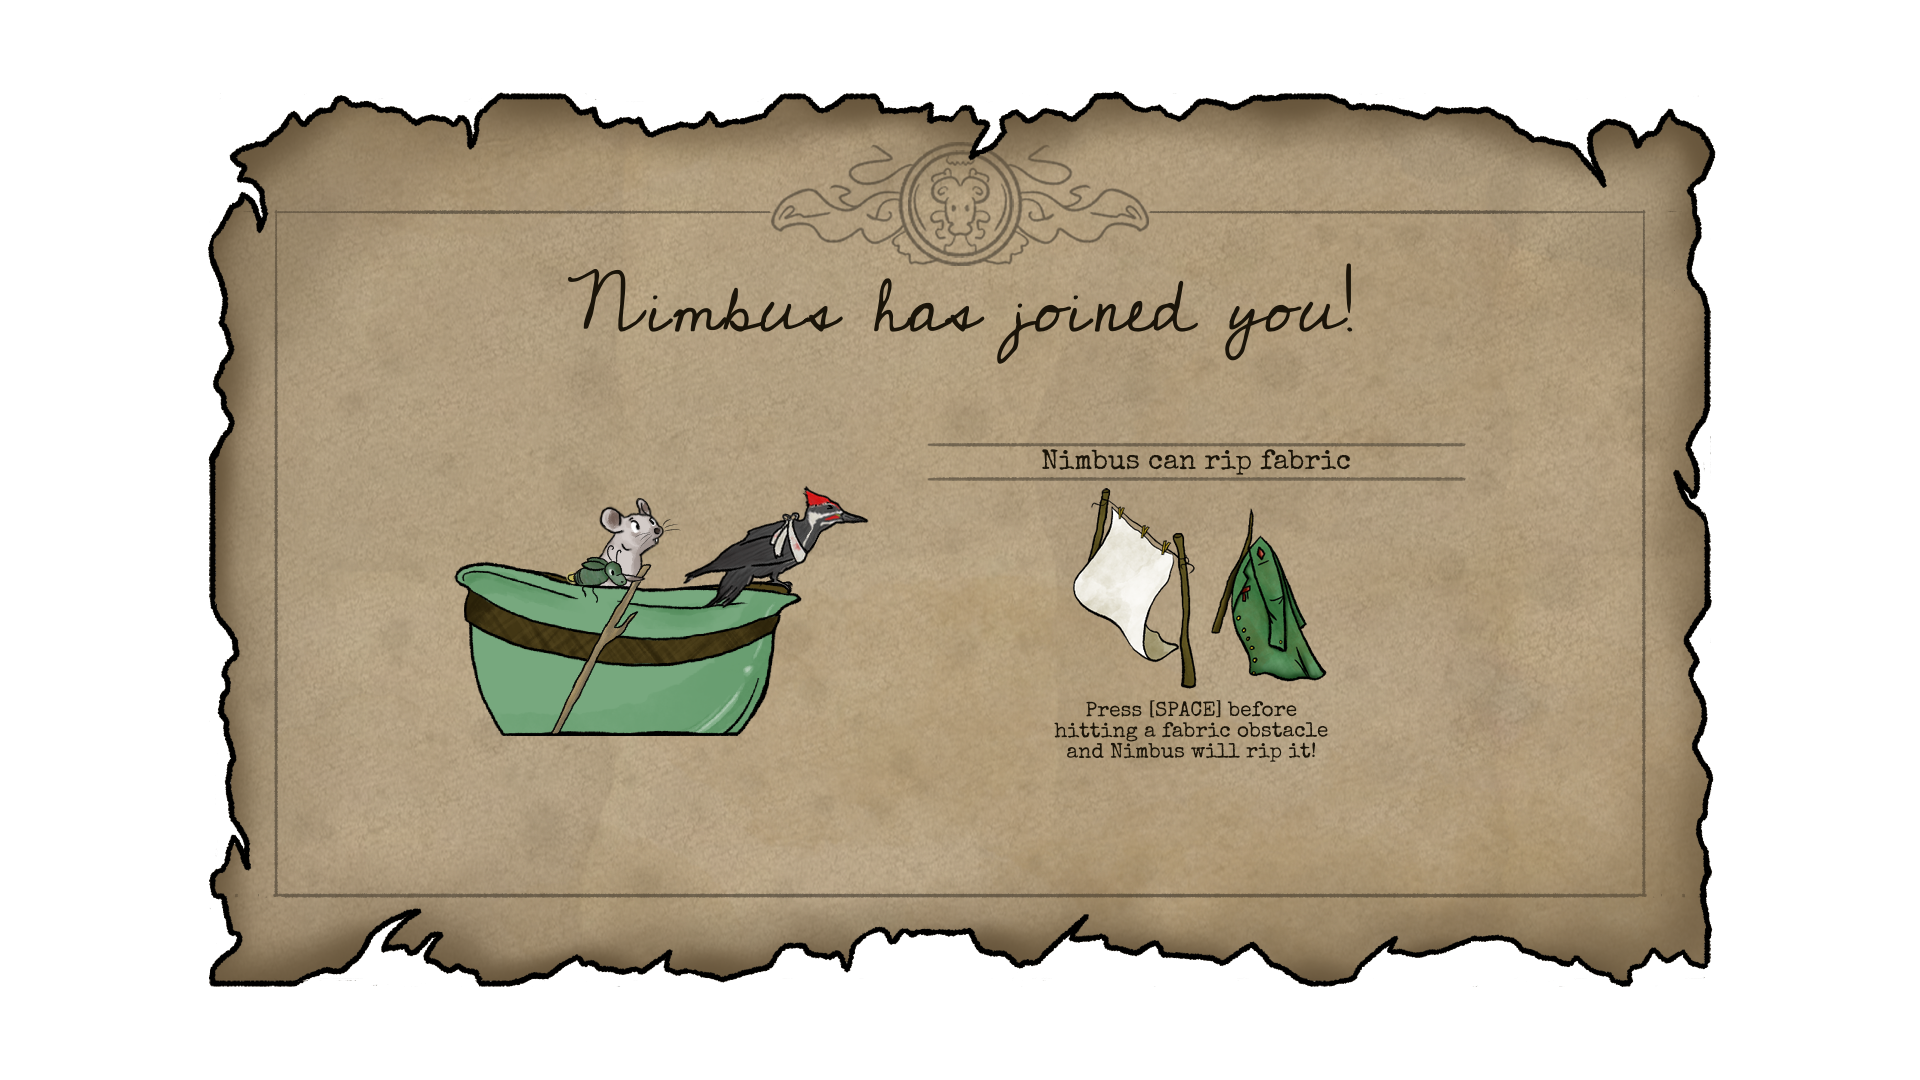 Nimbus has joined you!
Nimbus can rip fabric
Press [SPACE] before
hitting a fabric obstacle
and Nimbus will rip it!